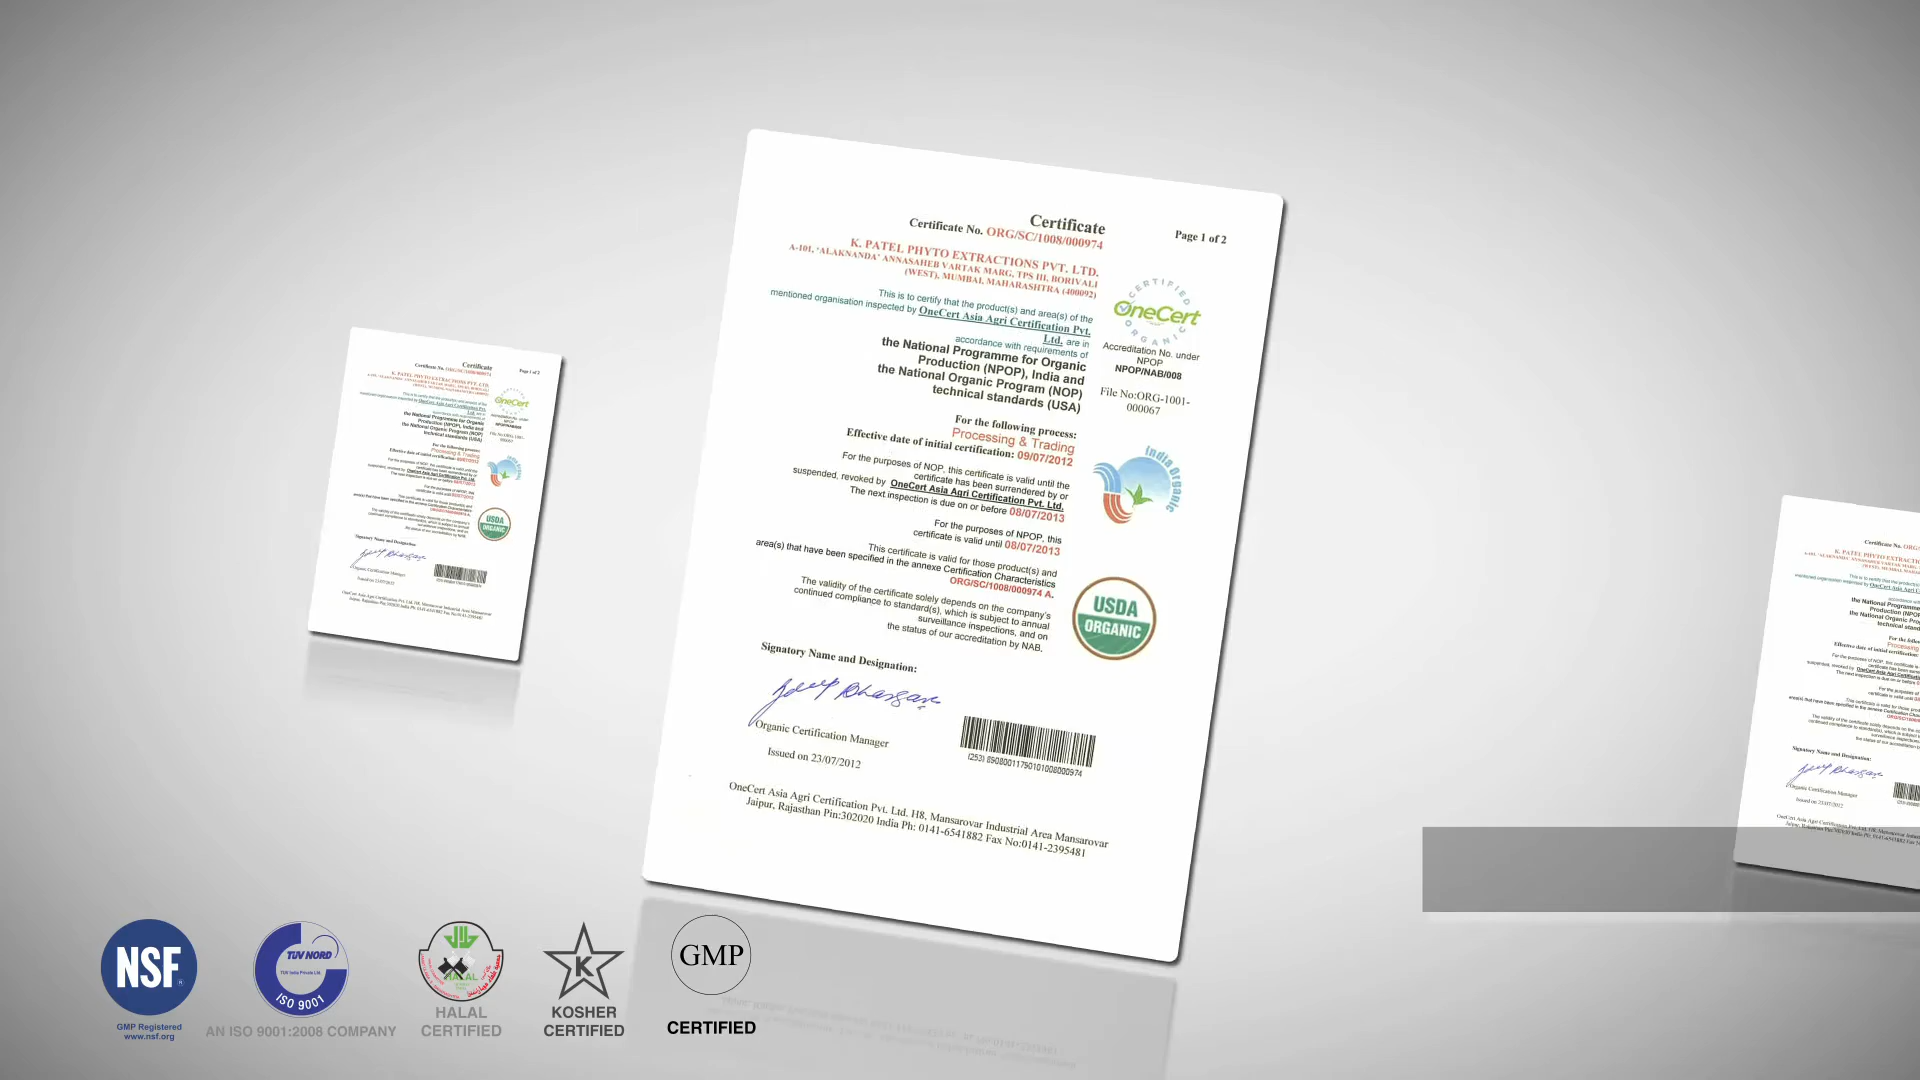 Certificate
Page 1 of 2
Certificate No. ORG/SC/1008/000974
K. PATEL PHYTO EXTRACTIONS PVT. LTD.
A-101, 'ALAKNANDA' ANNASAHEB VARTAK MARG, TPS III, BORIVALI
(WEST), MUMBAI, MAHARASHTRA (400092)
This is to certify that the product(s) and area(s) of the
mentioned organisation inspected by OneCert Asia Agri Certification Pvt.
Ltd. are in
accordance with requirements of
the National Programme for Organic
Production (NPOP), India and
the National Organic Program (NOP)
technical standards (USA)
CERTIFIED
OneCert
ORGANIC
Accreditation No. under
NPOP
NPOP/NAB/008
File No:ORG-1001-
000067
For the following process:
Processing & Trading
Effective date of initial certification: 09/07/2012
For the purposes of NOP, this certificate is valid until the
certificate has been surrendered by or
suspended, revoked by OneCert Asia Agri Certification Pvt. Ltd.
The next inspection is due on or before 08/07/2013
India Organic
For the purposes of NPOP, this
certificate is valid until 08/07/2013
This certificate is valid for those product(s) and
area(s) that have been specified in the annexe Certification Characteristics
ORG/SC/1008/000974 A.
The validity of the certificate solely depends on the company's
continued compliance to standard(s), which is subject to annual
surveillance inspections, and on
the status of our accreditation by NAB.
USDA
ORGANIC
Signatory Name and Designation:
Organic Certification Manager
Issued on 23/07/2012
(253) 8908001179010100800097​4
OneCert Asia Agri Certification Pvt. Ltd. H8, Mansarovar Industrial Area Mansarovar
Jaipur, Rajasthan Pin:302020 India Ph: 0141-6541882 Fax No:0141-2395481
NSF
GMP Registered
www.nsf.org
TUV NORD
TUV India Private Ltd.
ISO 9001
AN ISO 9001:2008 COMPANY
HALAL
HALAL
CERTIFIED
K
KOSHER
CERTIFIED
GMP
CERTIFIED